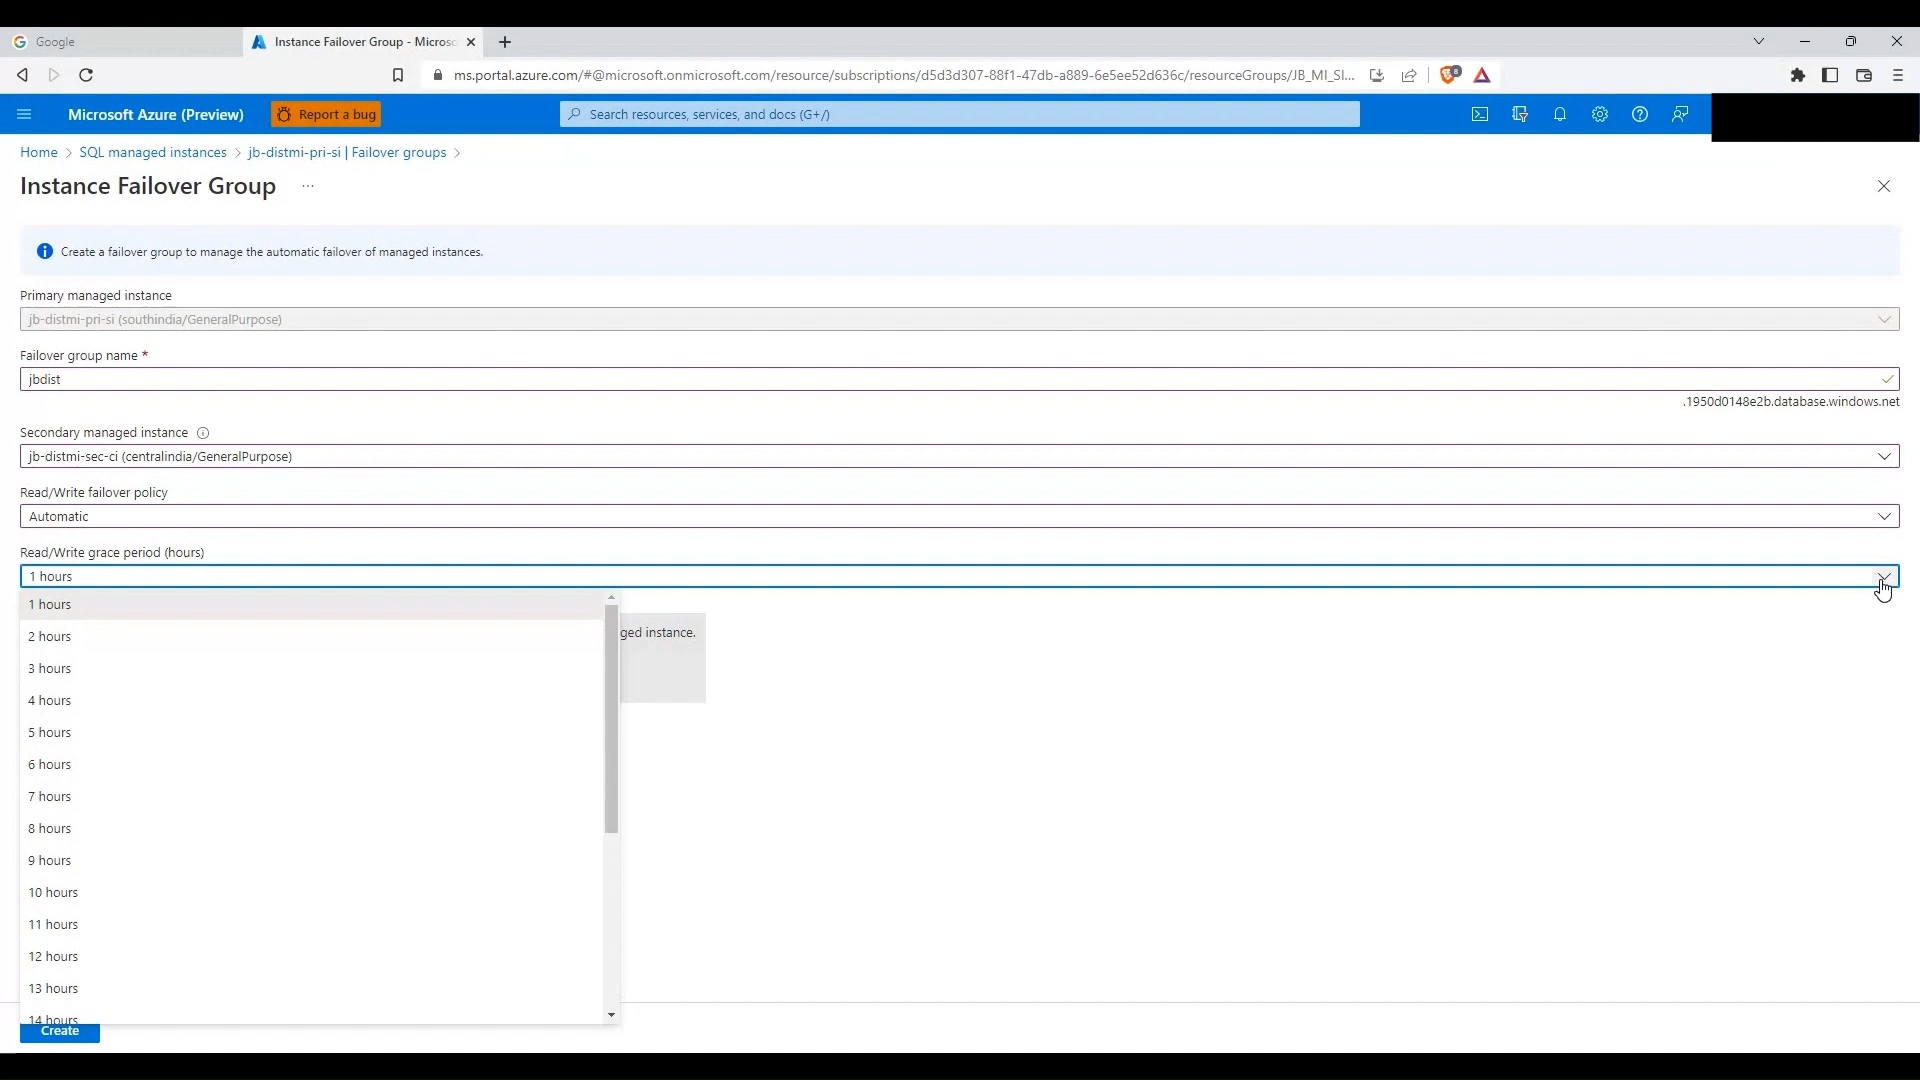 Google
Instance Failover Group - Micros
ms.portal.azure.com/#@microsoft.onmicrosoft.com/resource/subscriptions/d5d3d307-88f1-47db-a889-6e5ee52d636c/resourceGroups/JB_MI_SI...
8
Microsoft Azure (Preview)
Report a bug
Search resources, services, and docs (G+/)
Home > SQL managed instances > jb-distmi-pri-si | Failover groups >
Instance Failover Group ...
Create a failover group to manage the automatic failover of managed instances.
Primary managed instance
jb-distmi-pri-si (southindia/GeneralPurpose)
Failover group name *
jbdist
.1950d0148e2b.database.windows.net
Secondary managed instance
jb-distmi-sec-ci (centralindia/GeneralPurpose)
Read/Write failover policy
Automatic
Read/Write grace period (hours)
1 hours
1 hours
ged instance.
2 hours
3 hours
4 hours
5 hours
6 hours
7 hours
8 hours
9 hours
10 hours
11 hours
12 hours
13 hours
14 hours
Create